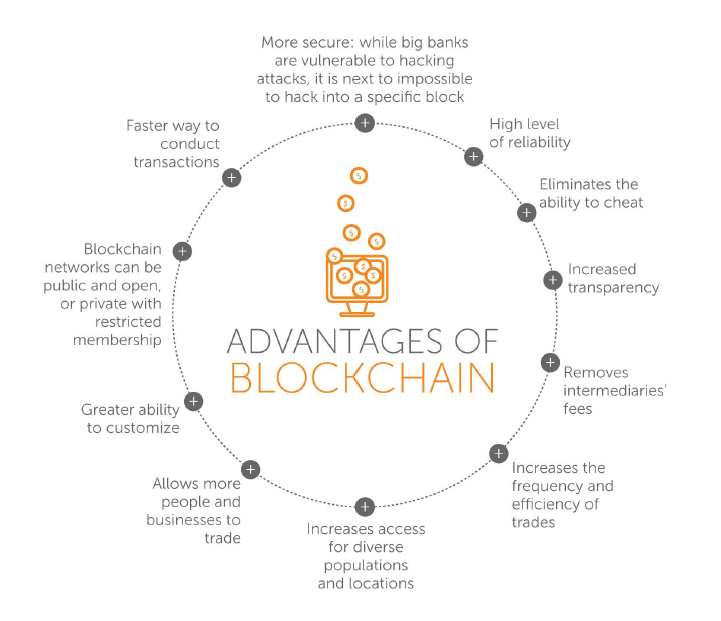 More secure: while big banks
are vulnerable to hacking
attacks, it is next to impossible
to hack into a specific block
High level
of reliability
Eliminates the
ability to cheat
Increased
transparency
Removes
intermediaries'
fees
Increases the
frequency and
efficiency of
trades
Increases access
for diverse
populations
and locations
Allows more
people and
businesses to
trade
Greater ability
to customize
Blockchain
networks can be
public and open,
or private with
restricted
membership
Faster way to
conduct
transactions
ADVANTAGES OF
BLOCKCHAIN